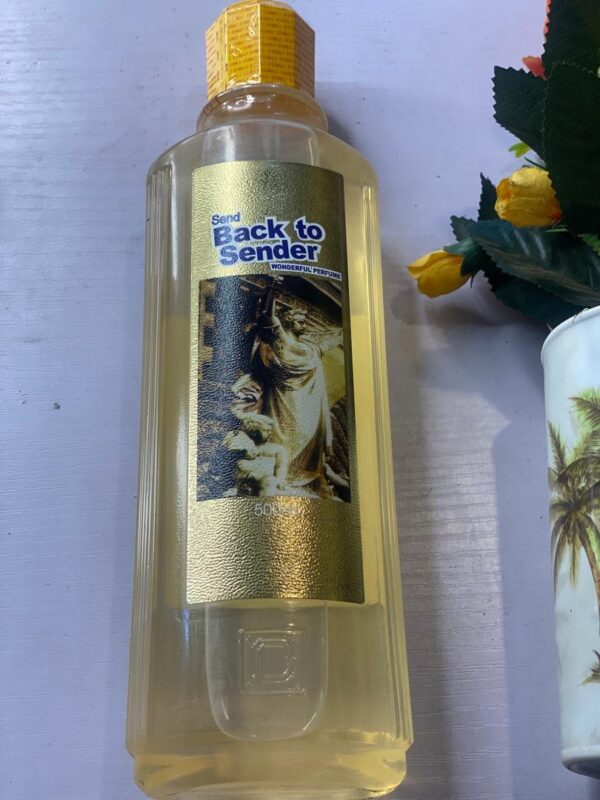 Send
Back to
Sender
WONDERFUL PERFUME
500ml